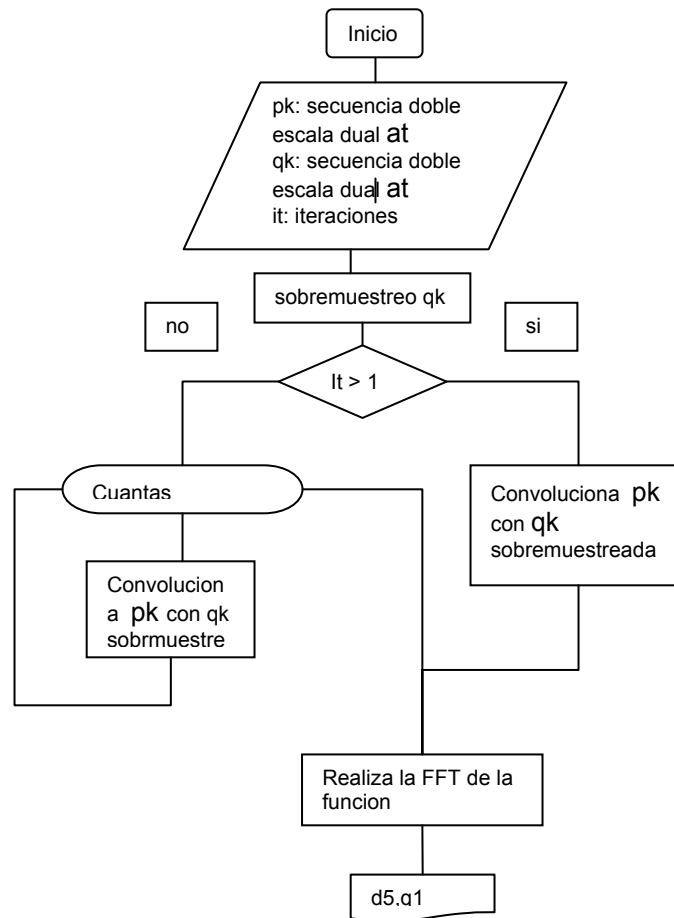 Inicio
pk: secuencia doble
escala dual at
qk: secuencia doble
escala dual at
it: iteraciones
sobremuestreo qk
no
si
It > 1
Cuantas
Convoluciona pk
con qk
sobremuestreada
Convolucion
a pk con qk
sobrmuestre
Realiza la FFT de la
funcion
d5,g1